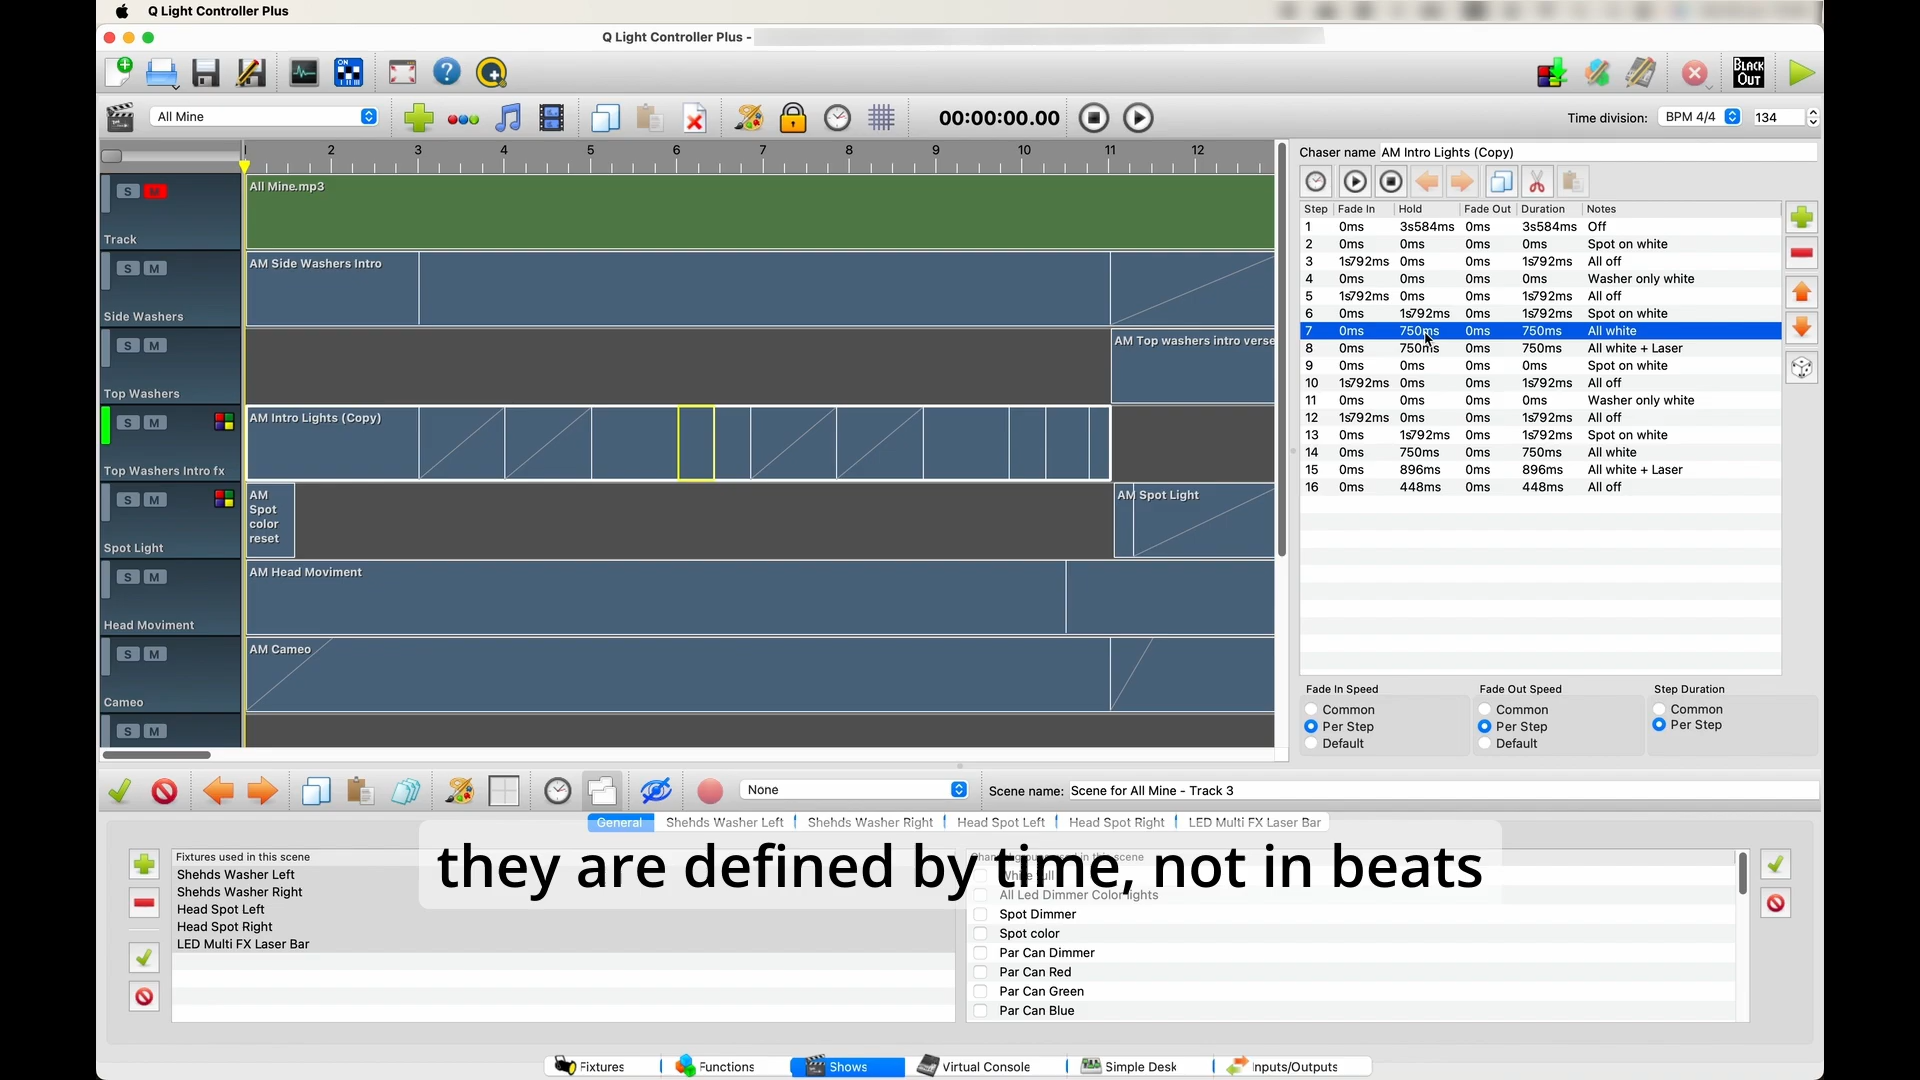 Q Light Controller Plus
Q Light Controller Plus -
BLACK
OUT
All Mine
00:00:00.00
Time division: BPM 4/4 134
1 2 3 4 5 6 7 8 9 10 11 12
Chaser name AM Intro Lights (Copy)
S M Track
All Mine.mp3
S M Side Washers
AM Side Washers Intro
S M Top Washers
AM Top washers intro verse
S M Top Washers Intro fx
AM Intro Lights (Copy)
S M Spot Light
AM
Spot
color
reset
AM Spot Light
S M Head Moviment
AM Head Moviment
S M Cameo
AM Cameo
S M
Step Fade In Hold Fade Out Duration Notes
1 0ms 3s584ms 0ms 3s584ms Off
2 0ms 0ms 0ms 0ms Spot on white
3 1s792ms 0ms 0ms 1s792ms All off
4 0ms 0ms 0ms 0ms Washer only white
5 1s792ms 0ms 0ms 1s792ms All off
6 0ms 1s792ms 0ms 1s792ms Spot on white
7 0ms 750ms 0ms 750ms All white
8 0ms 750ms 0ms 750ms All white + Laser
9 0ms 0ms 0ms 0ms Spot on white
10 1s792ms 0ms 0ms 1s792ms All off
11 0ms 0ms 0ms 0ms Washer only white
12 1s792ms 0ms 0ms 1s792ms All off
13 0ms 1s792ms 0ms 1s792ms Spot on white
14 0ms 750ms 0ms 750ms All white
15 0ms 896ms 0ms 896ms All white + Laser
16 0ms 448ms 0ms 448ms All off
Fade In Speed Fade Out Speed Step Duration
Common Common Common
Per Step Per Step Per Step
Default Default
None
Scene name: Scene for All Mine - Track 3
General Shehds Washer Left Shehds Washer Right Head Spot Left Head Spot Right LED Multi FX Laser Bar
they are defined by time, not in beats
Fixtures used in this scene
Shehds Washer Left
Shehds Washer Right
Head Spot Left
Head Spot Right
LED Multi FX Laser Bar
All Led Dimmer Color lights
Spot Dimmer
Spot color
Par Can Dimmer
Par Can Red
Par Can Green
Par Can Blue
Fixtures Functions Shows Virtual Console Simple Desk Inputs/Outputs